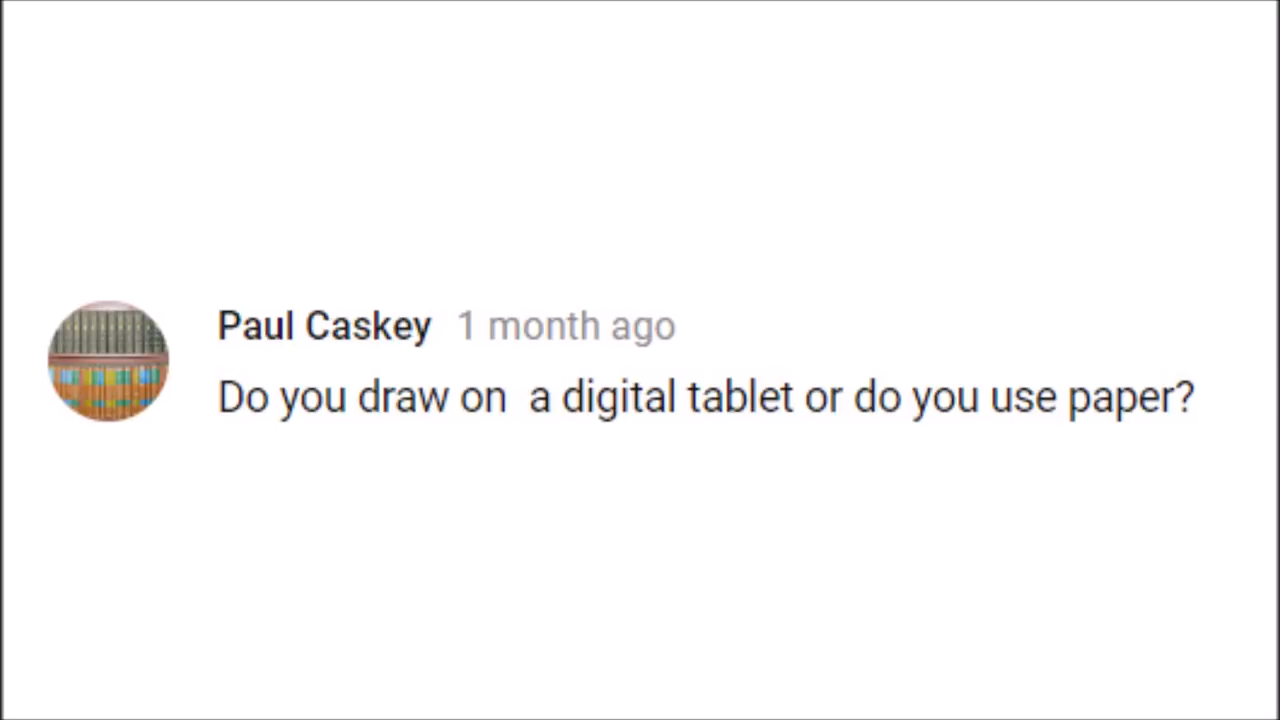 Paul Caskey 1 month ago
Do you draw on  a digital tablet or do you use paper?